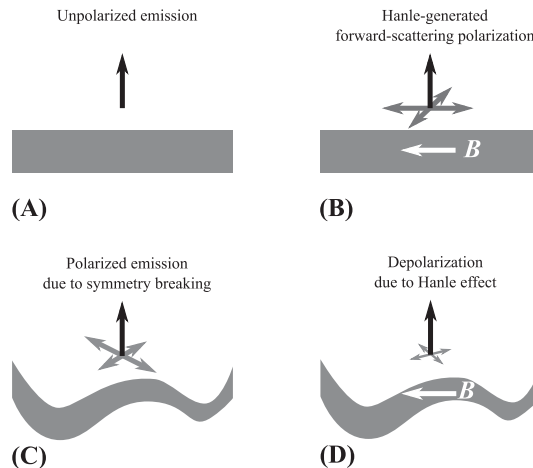 Unpolarized emission
Hanle-generated
forward-scattering polarization
B
(A)
(B)
Polarized emission
due to symmetry breaking
Depolarization
due to Hanle effect
B
(C)
(D)